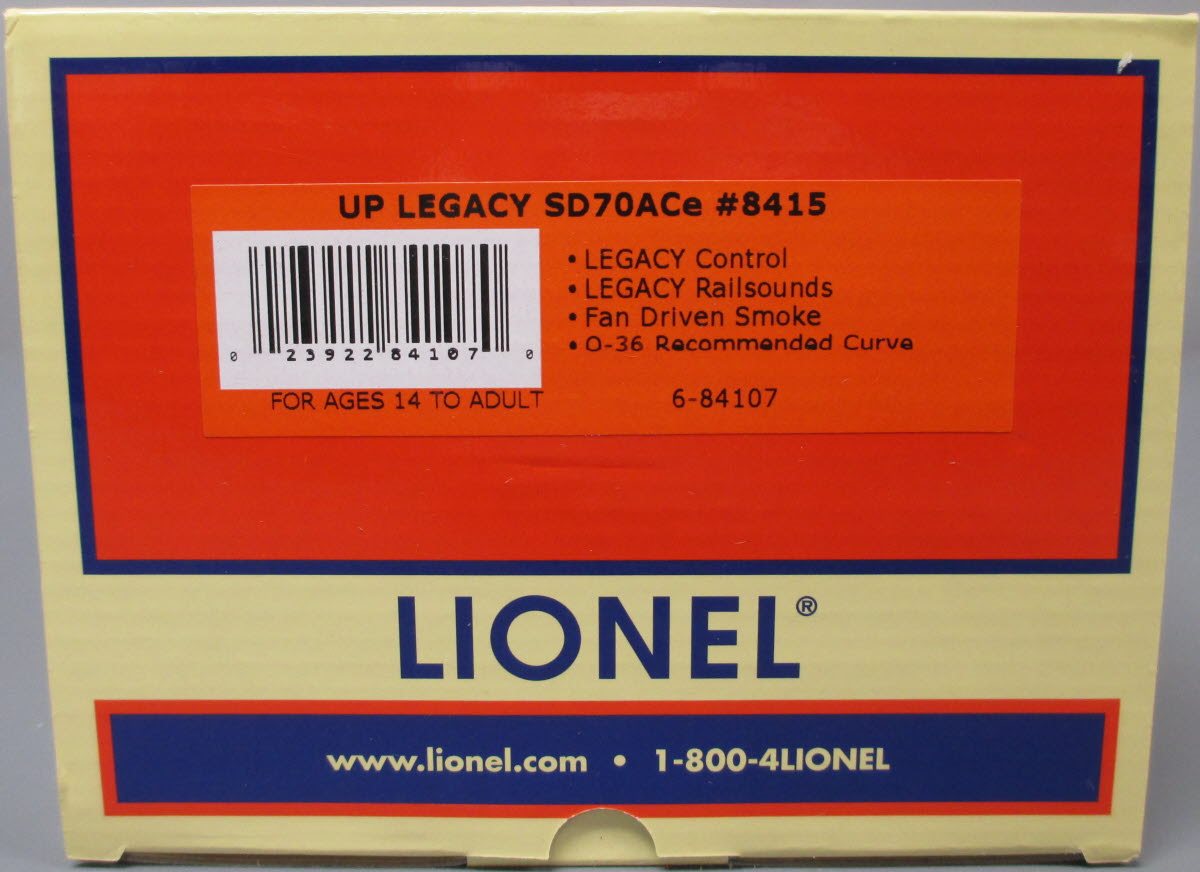 UP LEGACY SD70ACe #8415
• LEGACY Control
• LEGACY Railsounds
• Fan Driven Smoke
• O-36 Recommended Curve
0 23922 84107 0
FOR AGES 14 TO ADULT 6-84107
LIONEL®
www.lionel.com • 1-800-4LIONEL